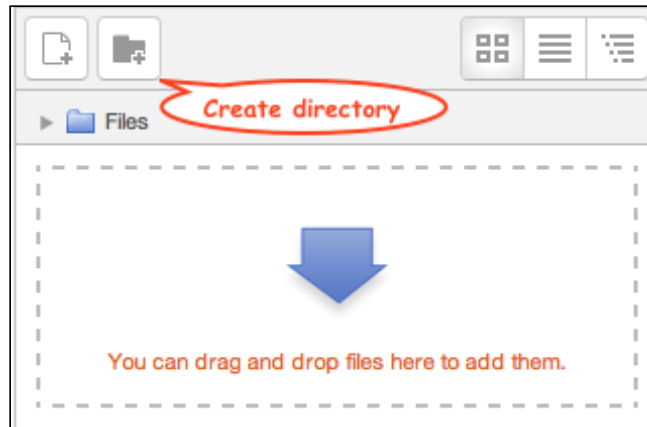 Create directory
Files
You can drag and drop files here to add them.